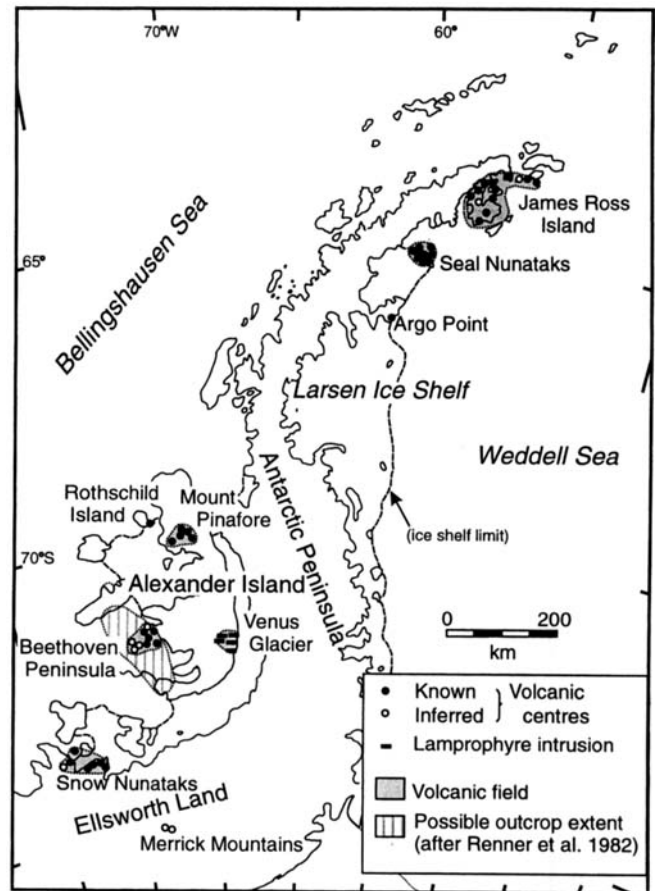 70°W
60°
Bellingshausen Sea
James Ross
Island
65°
Seal Nunataks
Argo Point
Larsen Ice Shelf
Weddell Sea
Rothschild
Island
Mount
Pinafore
Antarctic Peninsula
(ice shelf limit)
70°S
Alexander Island
Venus
Glacier
0 200
km
Beethoven
Peninsula
Known
Inferred
Volcanic
centres
Lamprophyre intrusion
Snow Nunataks
Volcanic field
Ellsworth Land
Possible outcrop extent
(after Renner et al. 1982)
Merrick Mountains